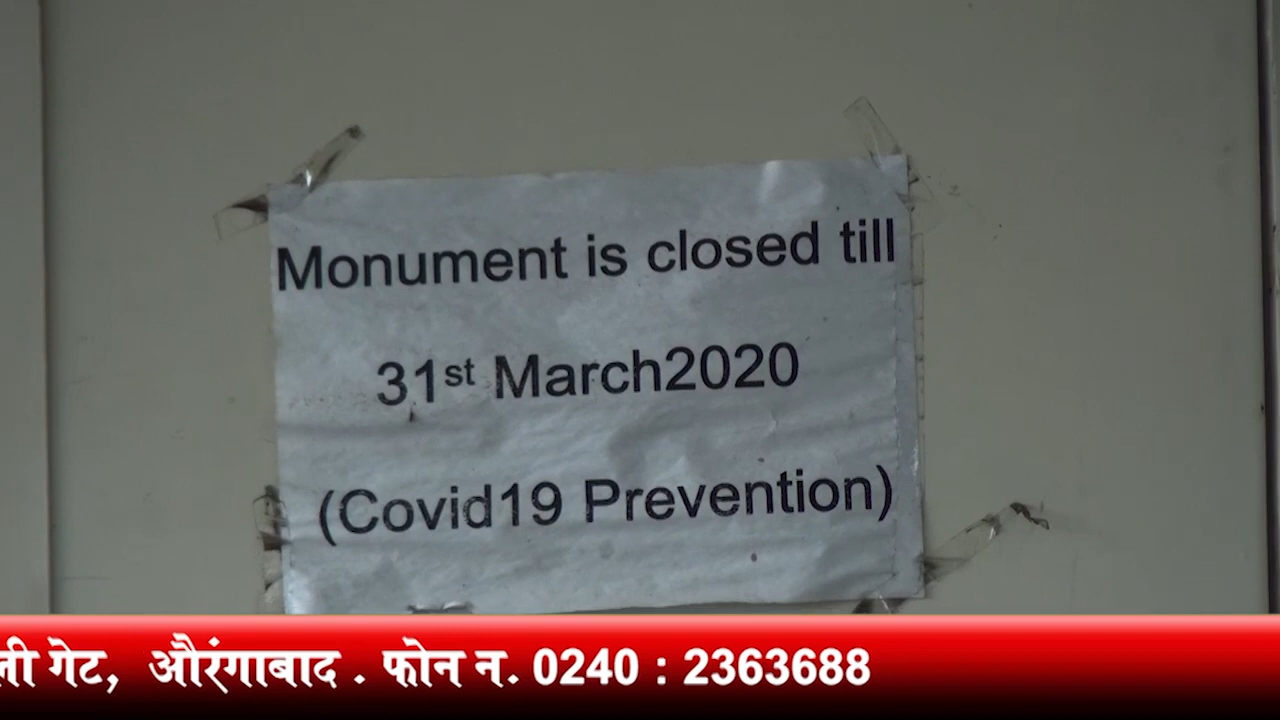 Monument is closed till
31st March2020
(Covid19 Prevention)
गेट, औरंगाबाद . फोन न. 0240 : 2363688